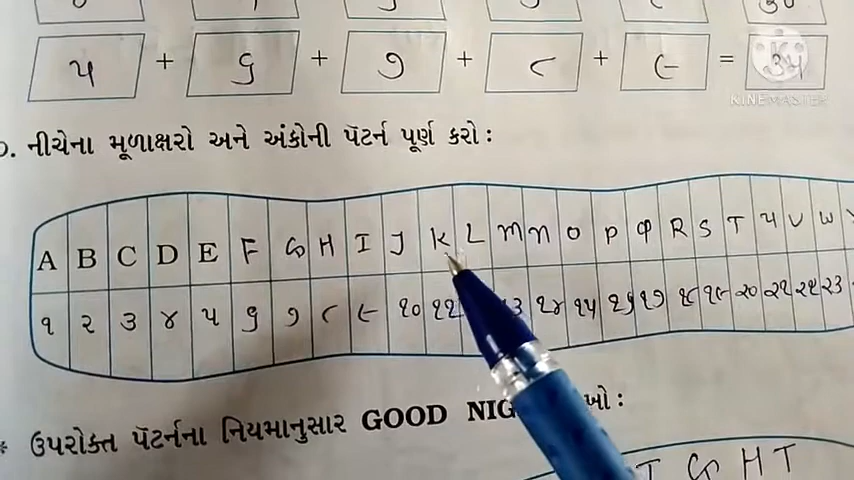 ૫ + ૬ + ૭ + ૮ + ૯ = ૩૫
KINEMASTER
નીચેના મૂળાક્ષરો અને અંકોની પૅટર્ન પૂર્ણ કરો :
A B C D E F G H I J K L M N O P Q R S T U V W
૧ ૨ ૩ ૪ ૫ ૬ ૭ ૮ ૯ ૧૦ ૧૧ ૧૩ ૧૪ ૧૫ ૧૬ ૧૭ ૧૮ ૧૯ ૨૦ ૨૧ ૨૨ ૨૩
* ઉપરોક્ત પૅટર્નના નિયમાનુસાર GOOD NIG ખો :
T G H T